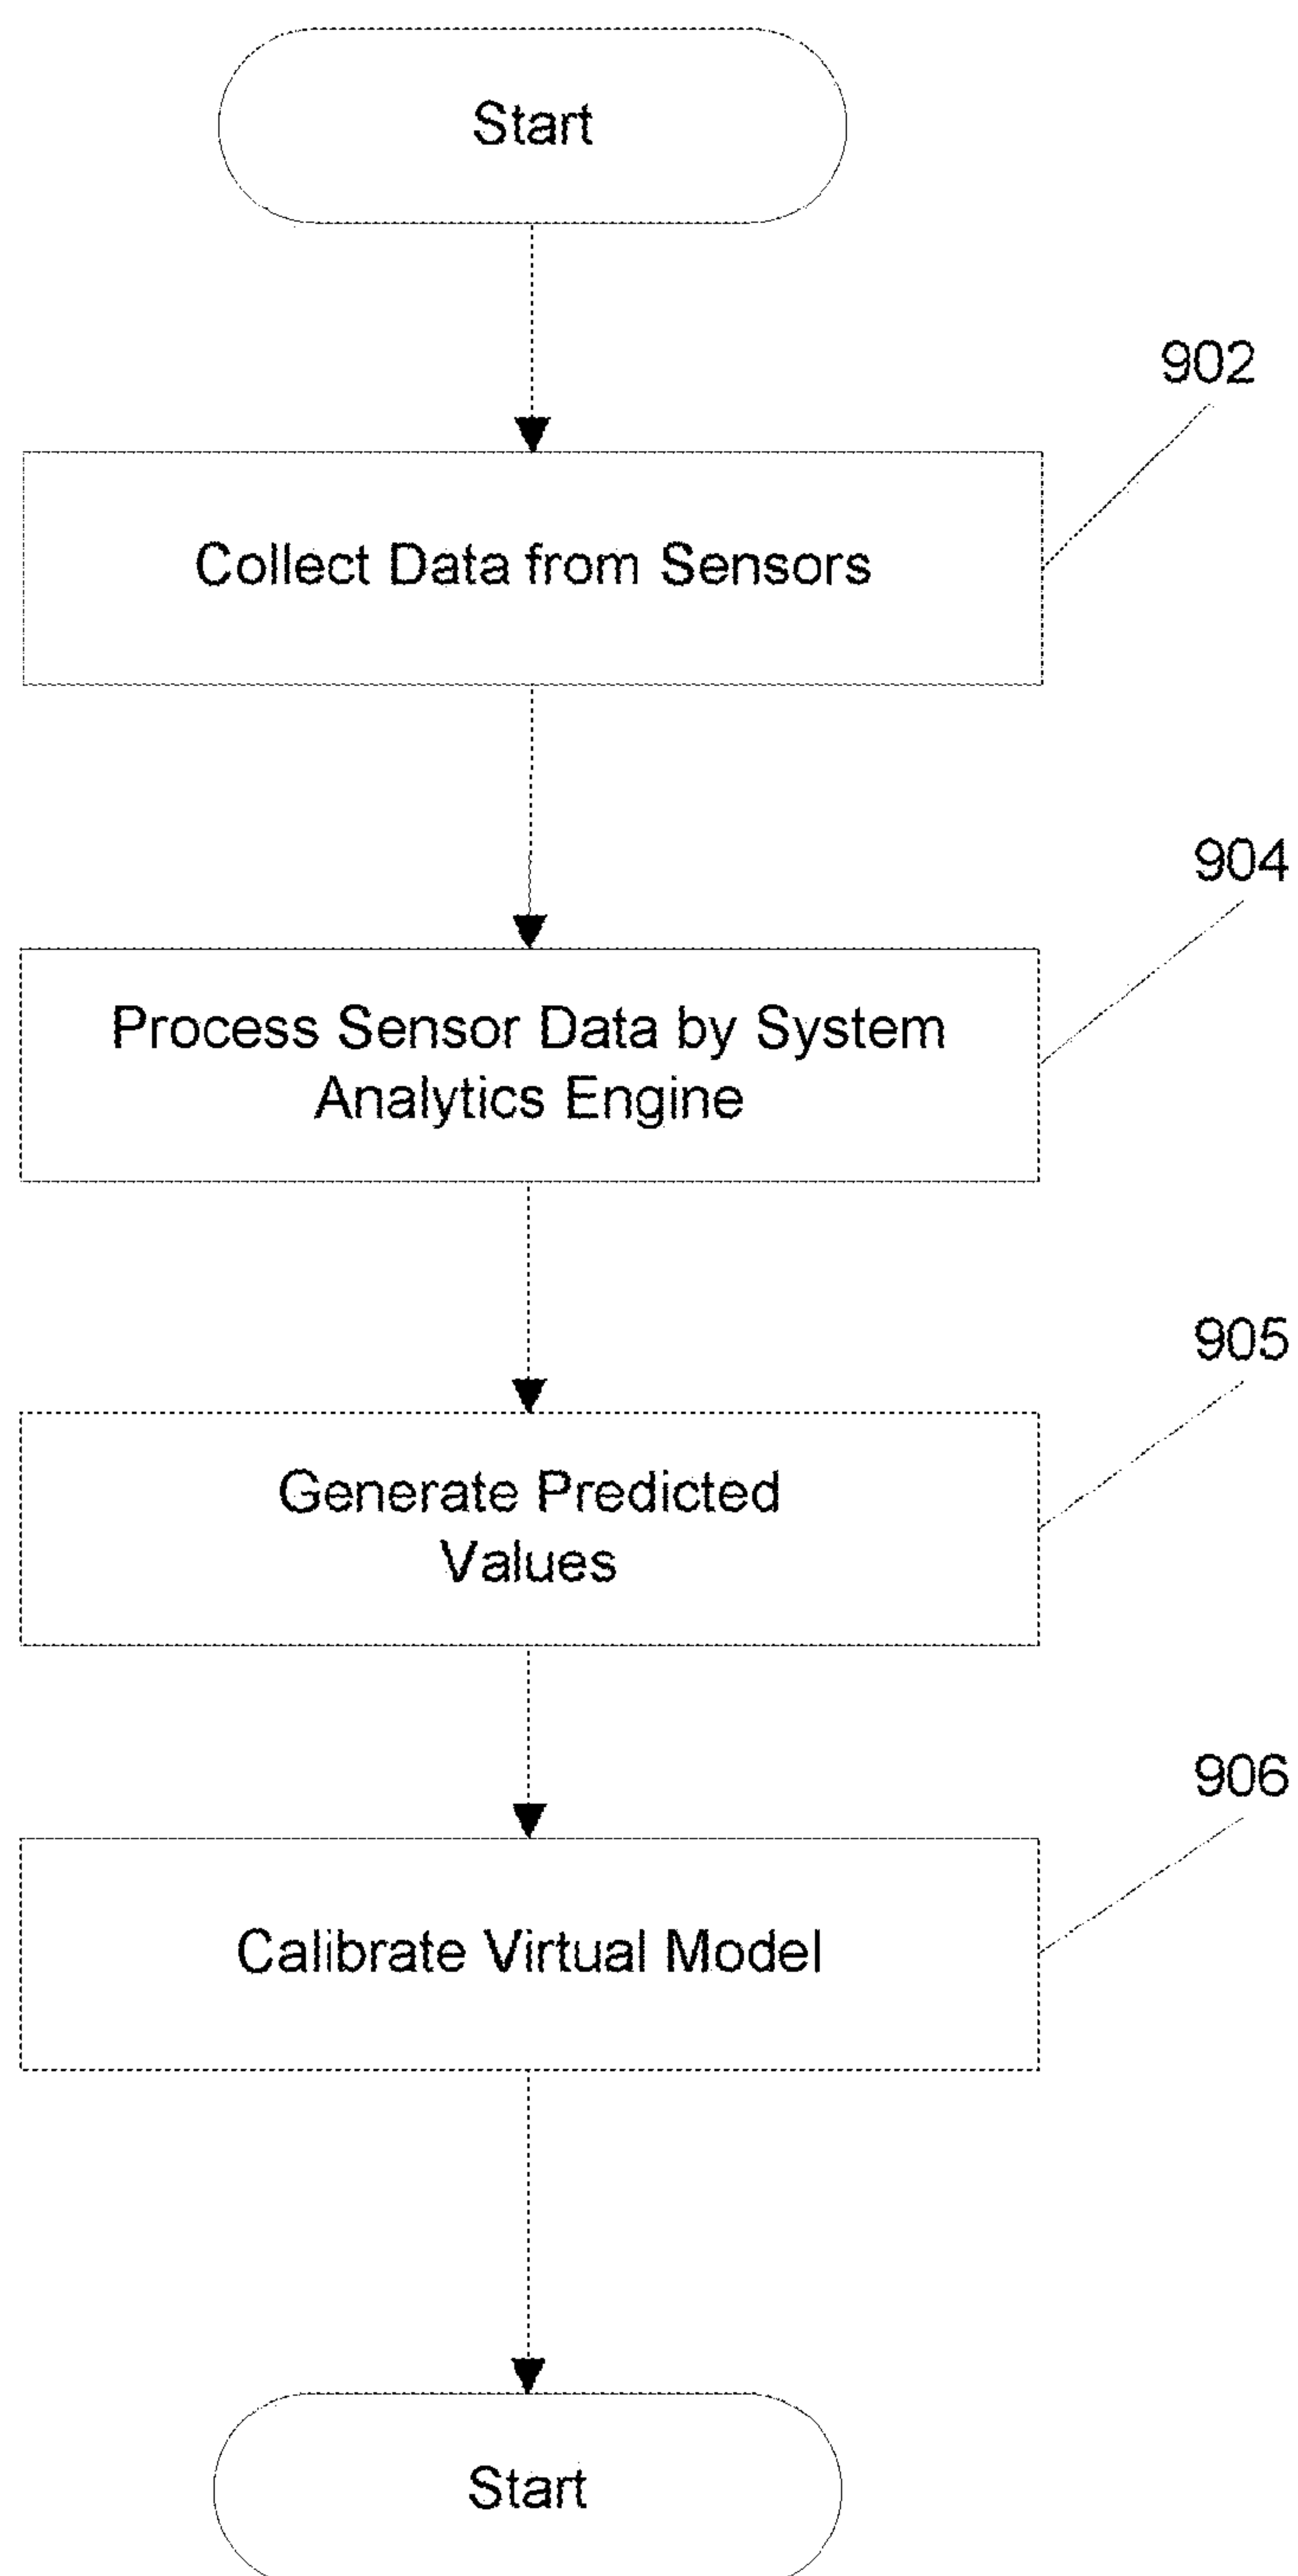 Start
902
Collect Data from Sensors
904
Process Sensor Data by System
Analytics Engine
905
Generate Predicted
Values
906
Calibrate Virtual Model
Start